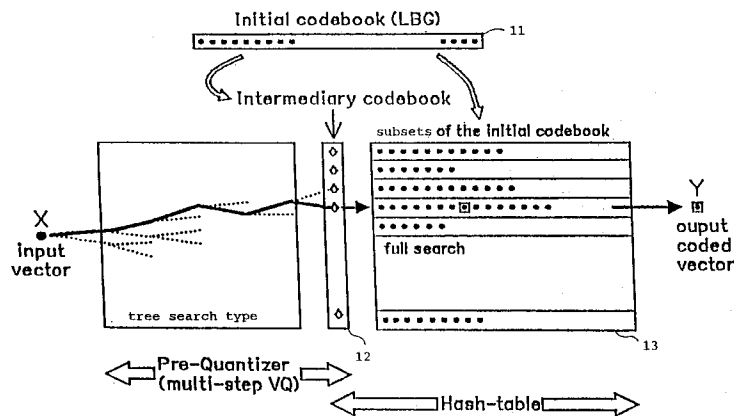 Initial codebook (LBG)
11
Intermediary codebook
subsets of the initial codebook
X
input
vector
Y
ouput
coded
vector
full search
tree search type
12
13
Pre-Quantizer
(multi-step VQ)
Hash-table